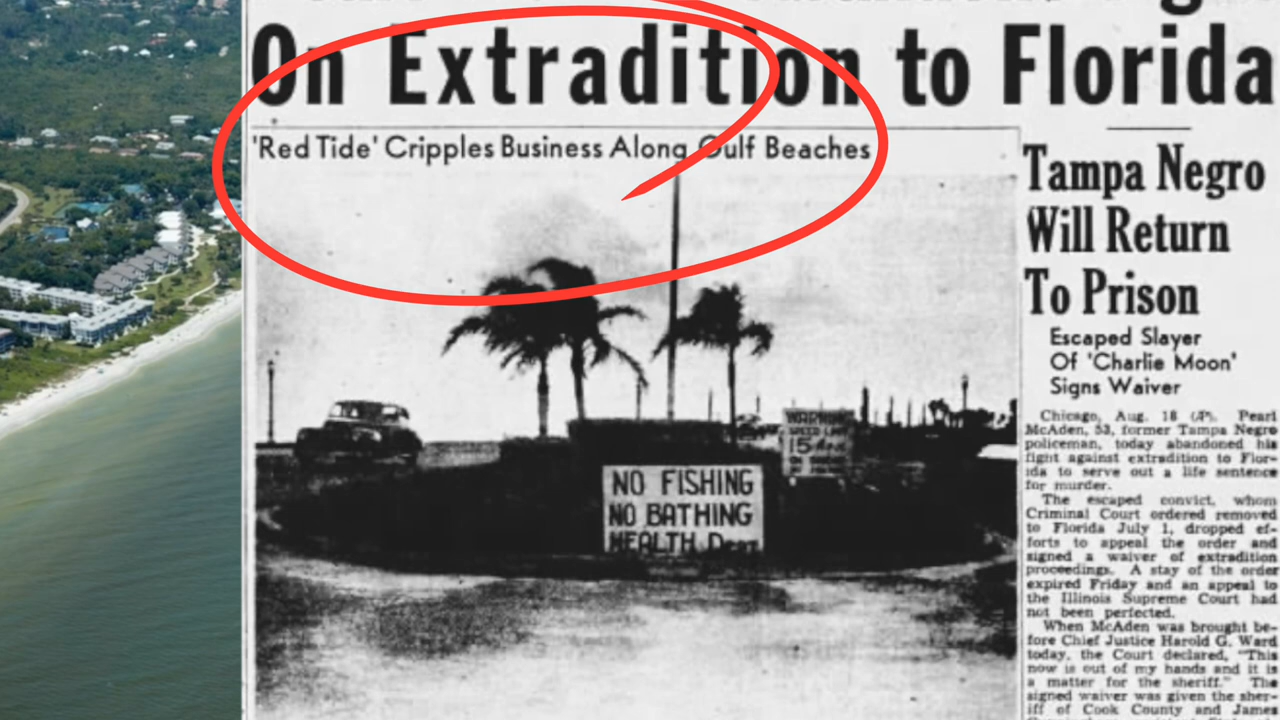 On Extradition to Florida
'Red Tide' Cripples Business Along Gulf Beaches
WARNING
SPEED LIMIT
15
NO FISHING
NO BATHING
HEALTH DEPT
Tampa Negro
Will Return
To Prison
Escaped Slayer
Of 'Charlie Moon'
Signs Waiver
Chicago, Aug. 18 (AP). Pearl
McAden, 53, former Tampa Negro
policeman, today abandoned his
fight against extradition to Flor-
ida to serve out a life sentence
for murder.
The escaped convict, whom
Criminal Court ordered removed
to Florida July 1, dropped ef-
forts to appeal the order and
signed a waiver of extradition
proceedings. A stay of the order
expired Friday and an appeal to
the Illinois Supreme Court had
not been perfected.
When McAden was brought be-
fore Chief Justice Harold G. Ward
today, the Court declared, "This
now is out of my hands and it is
a matter for the sheriff." The
signed waiver was given the sher-
iff of Cook County and James